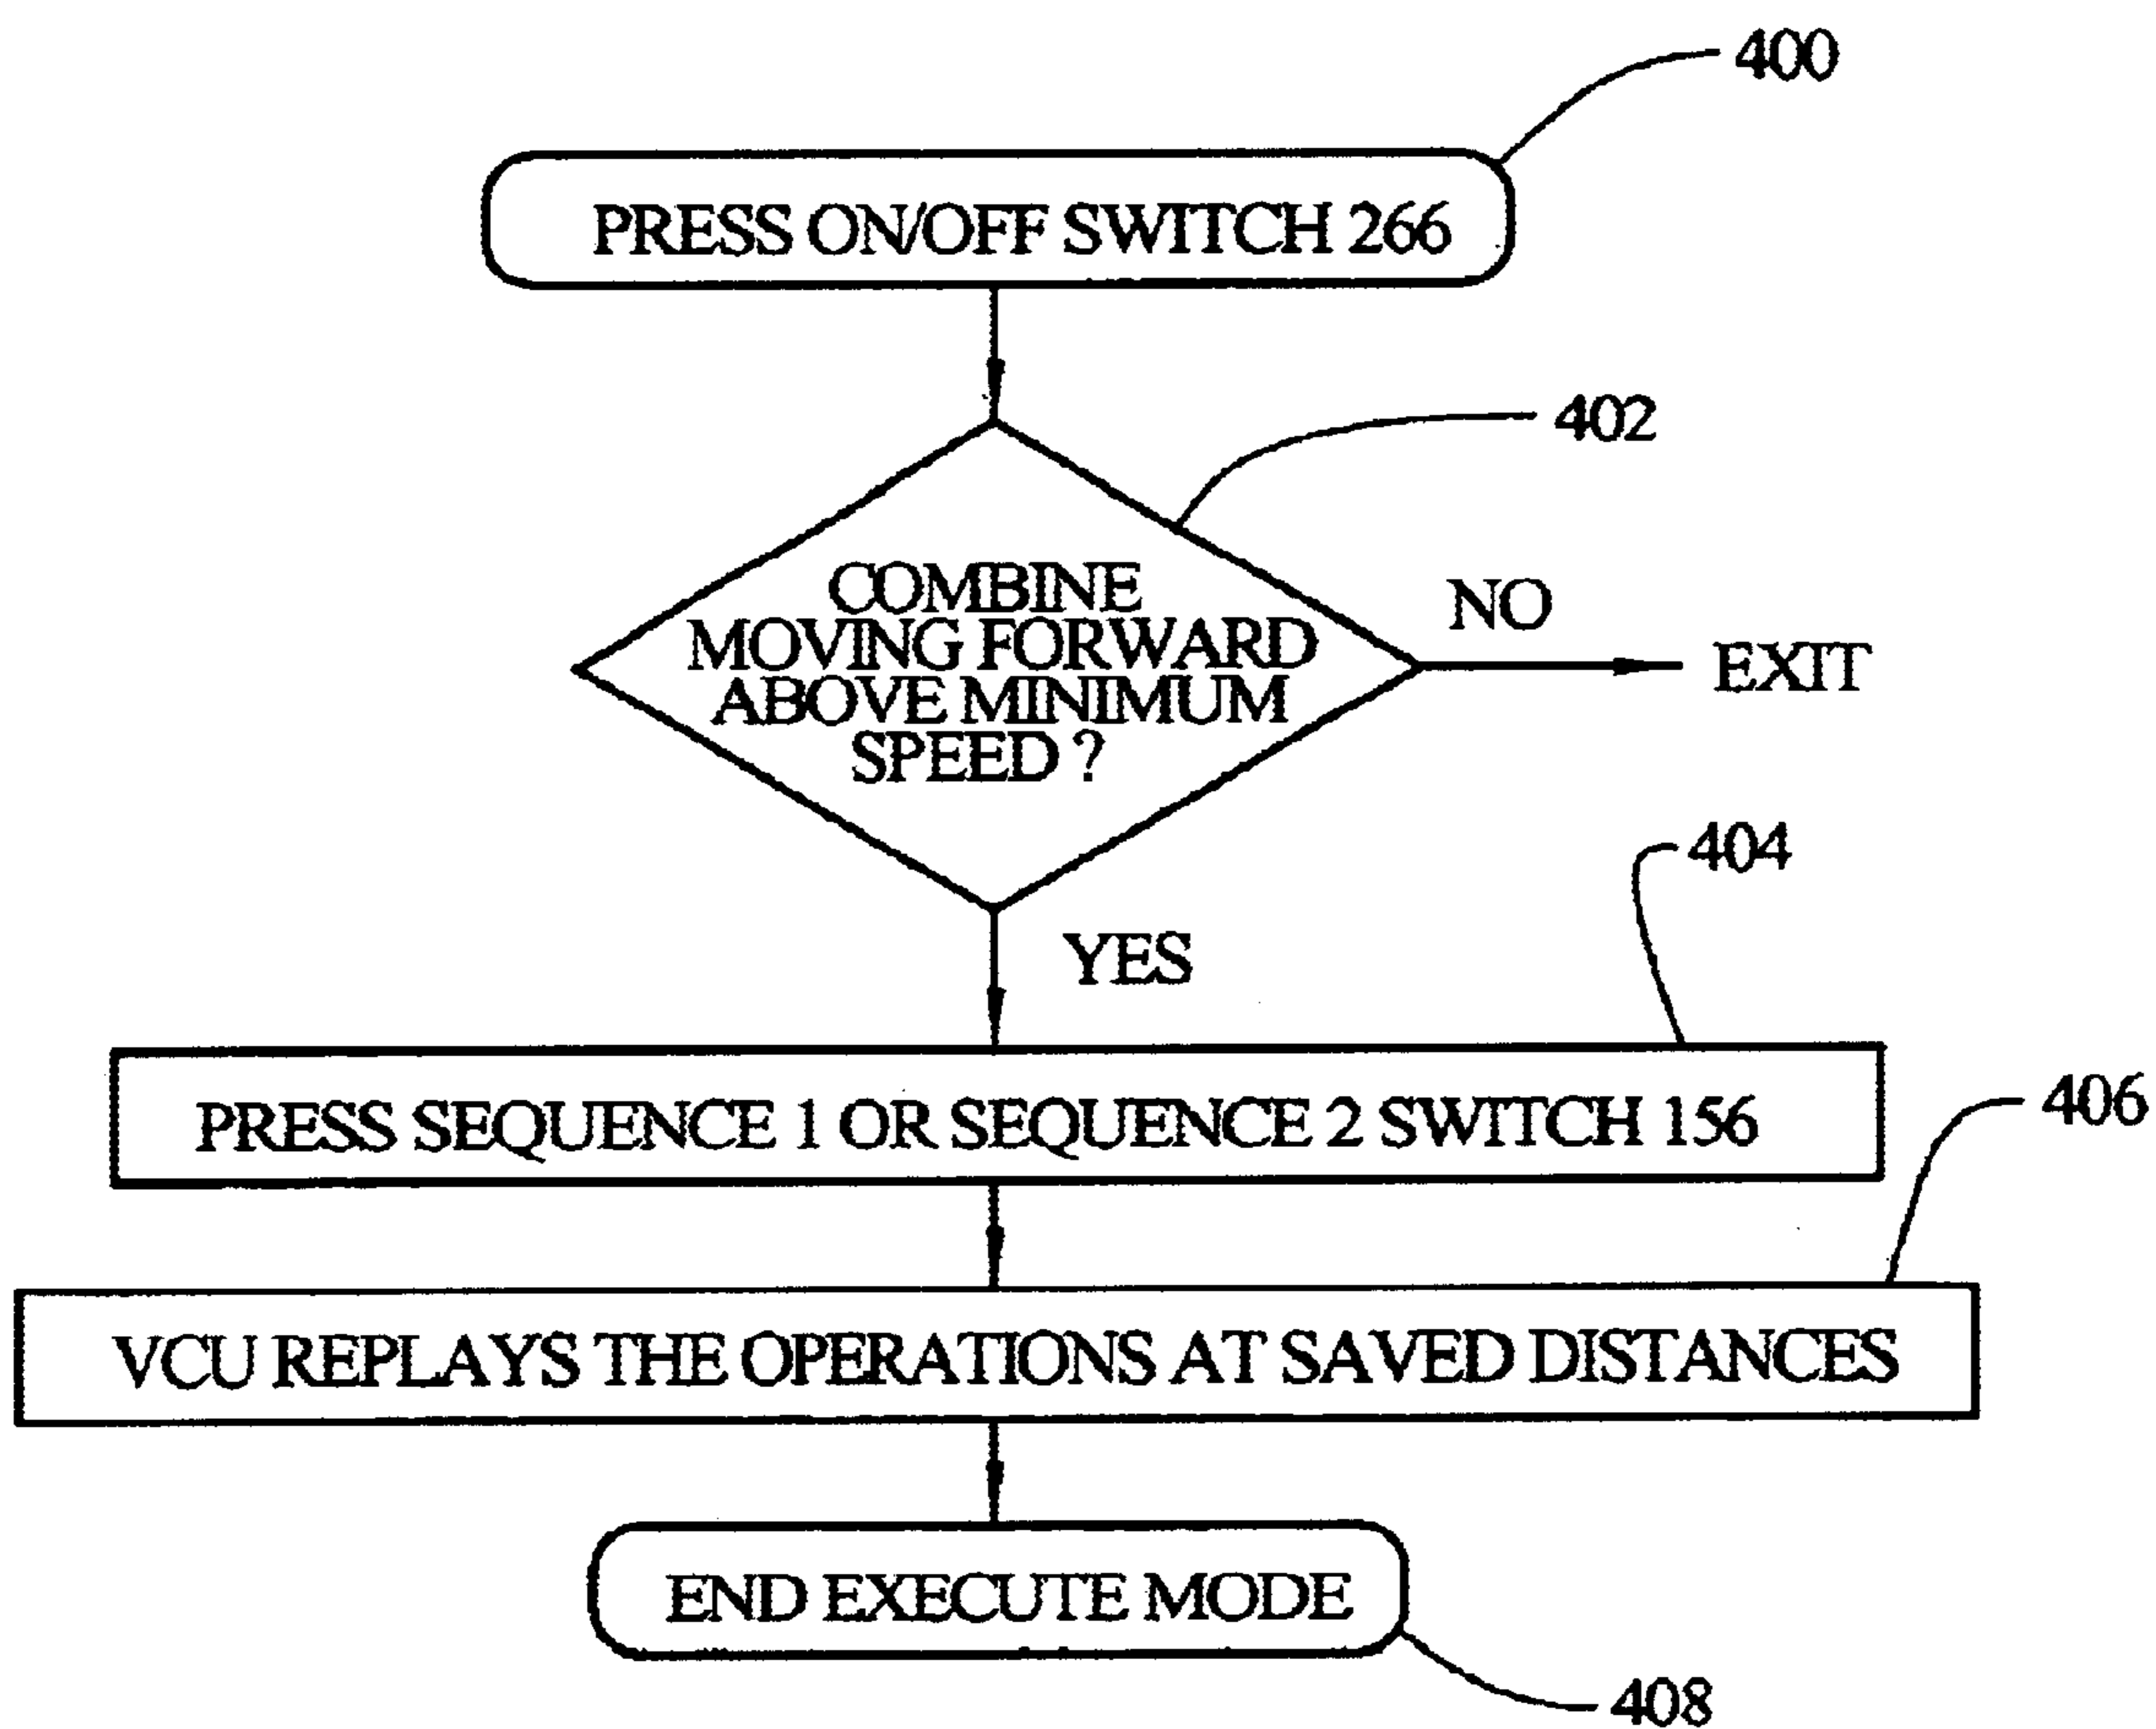 400
PRESS ON/OFF SWITCH 266
402
COMBINE
MOVING FORWARD
ABOVE MINIMUM
SPEED ?
NO
EXIT
YES
404
PRESS SEQUENCE 1 OR SEQUENCE 2 SWITCH 156
406
VCU REPLAYS THE OPERATIONS AT SAVED DISTANCES
END EXECUTE MODE
408